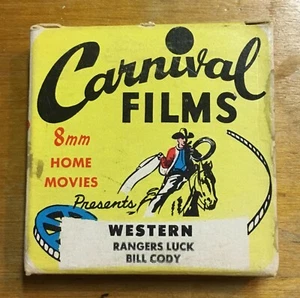 Carnival
FILMS
8mm
HOME
MOVIES
Presents
WESTERN
RANGERS LUCK
BILL CODY